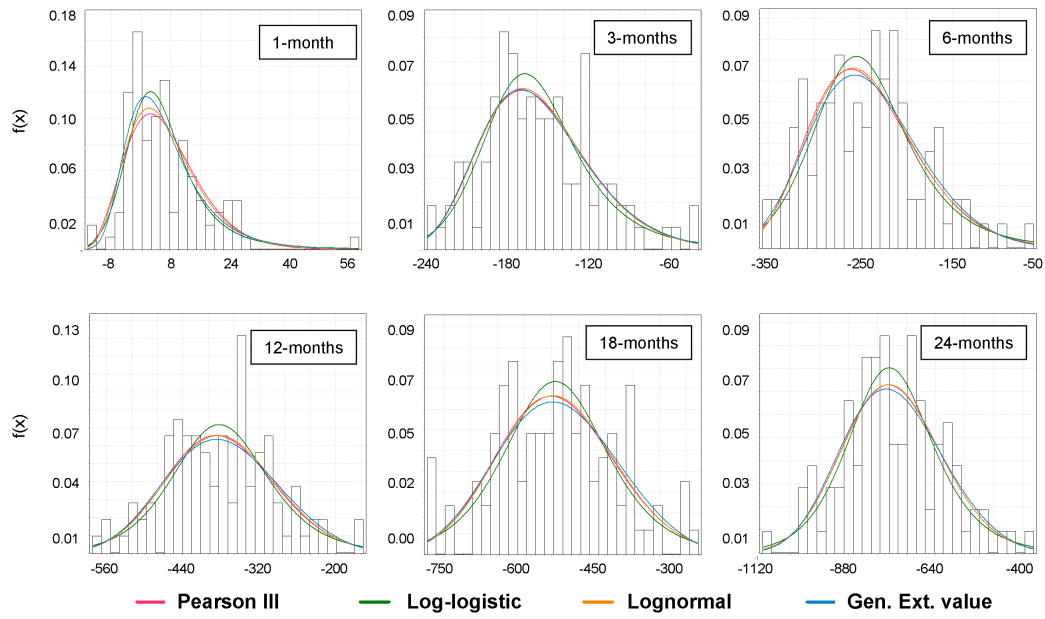 1-month
f(x)
0.18
0.14
0.10
0.06
0.02
-8 8 24 40 56
3-months
0.09
0.07
0.05
0.03
0.01
-240 -180 -120 -60
6-months
0.09
0.07
0.05
0.03
0.01
-350 -250 -150 -50
12-months
f(x)
0.13
0.10
0.07
0.04
0.01
-560 -440 -320 -200
18-months
0.09
0.07
0.05
0.02
0.00
-750 -600 -450 -300
24-months
0.09
0.07
0.05
0.03
0.01
-1120 -880 -640 -400
Pearson III Log-logistic Lognormal Gen. Ext. value